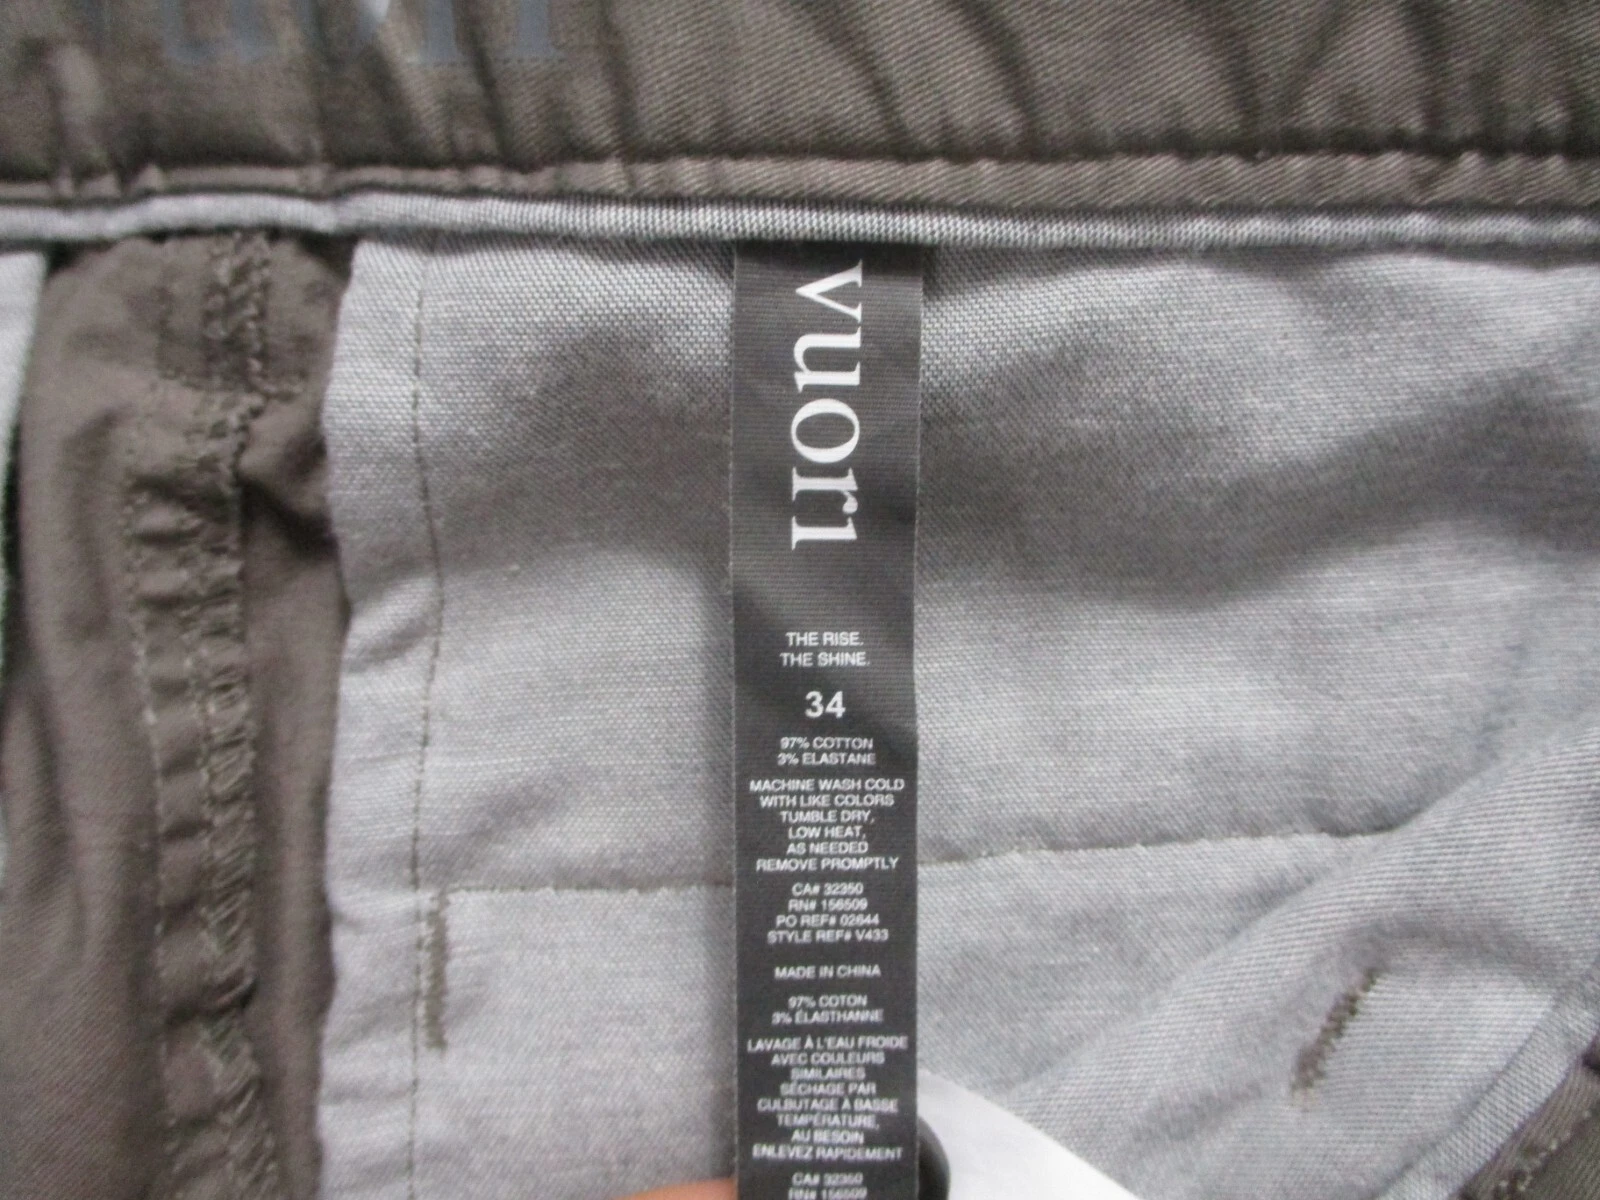 vuori
THE RISE.
THE SHINE.
34
97% COTTON
3% ELASTANE
MACHINE WASH COLD
WITH LIKE COLORS
TUMBLE DRY,
LOW HEAT,
AS NEEDED
REMOVE PROMPTLY
CA# 32350
RN# 156509
PO REF# 02644
STYLE REF# V433
MADE IN CHINA
97% COTON
3% ÉLASTHANNE
LAVAGE À L'EAU FROIDE
AVEC COULEURS
SIMILAIRES
SÉCHAGE PAR
CULBUTAGE À BASSE
TEMPÉRATURE,
AU BESOIN
ENLEVEZ RAPIDEMENT
CA# 32350
RN# 156509